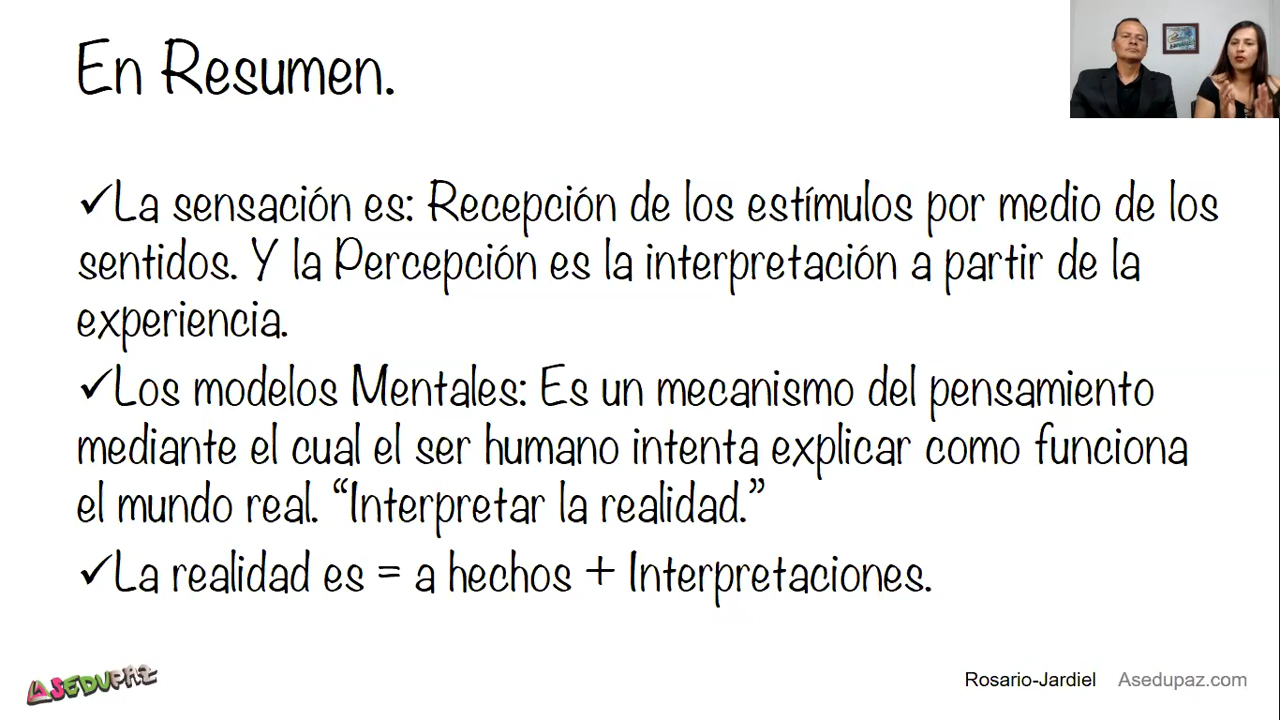 En Resumen.
✓La sensación es: Recepción de los estímulos por medio de los
sentidos. Y la Percepción es la interpretación a partir de la
experiencia.
✓Los modelos Mentales: Es un mecanismo del pensamiento
mediante el cual el ser humano intenta explicar como funciona
el mundo real. “Interpretar la realidad.”
✓La realidad es = a hechos + Interpretaciones.
ASEDUPAZ
Rosario-Jardiel Asedupaz.com